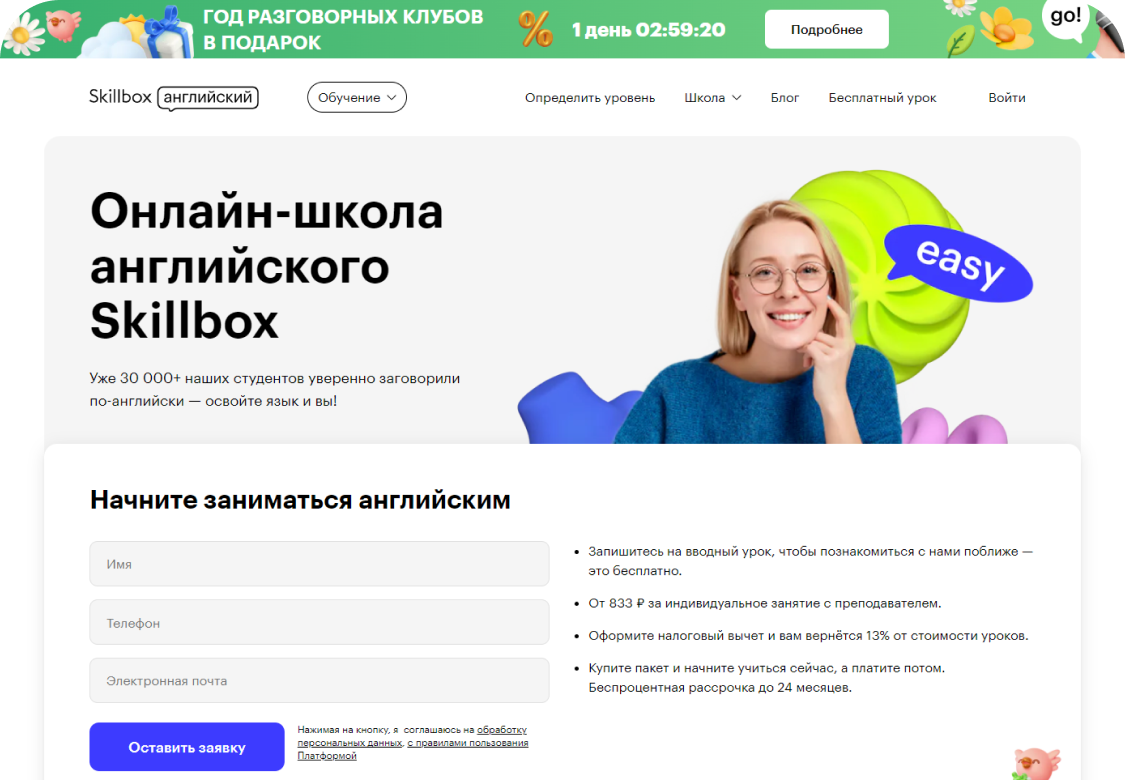 ГОД РАЗГОВОРНЫХ КЛУБОВ
В ПОДАРОК
%
1 день 02:59:20
Подробнее
go!
Skillbox английский
Обучение
Определить уровень
Школа
Блог
Бесплатный урок
Войти
Онлайн-школа
английского
Skillbox
easy
Уже 30 000+ наших студентов уверенно заговорили
по-английски — освойте язык и вы!
Начните заниматься английским
Имя
Телефон
Электронная почта
Оставить заявку
Нажимая на кнопку, я соглашаюсь на обработку
персональных данных, с правилами пользования
Платформой
• Запишитесь на вводный урок, чтобы познакомиться с нами поближе —
это бесплатно.
• От 833 ₽ за индивидуальное занятие с преподавателем.
• Оформите налоговый вычет и вам вернётся 13% от стоимости уроков.
• Купите пакет и начните учиться сейчас, а платите потом.
Беспроцентная рассрочка до 24 месяцев.